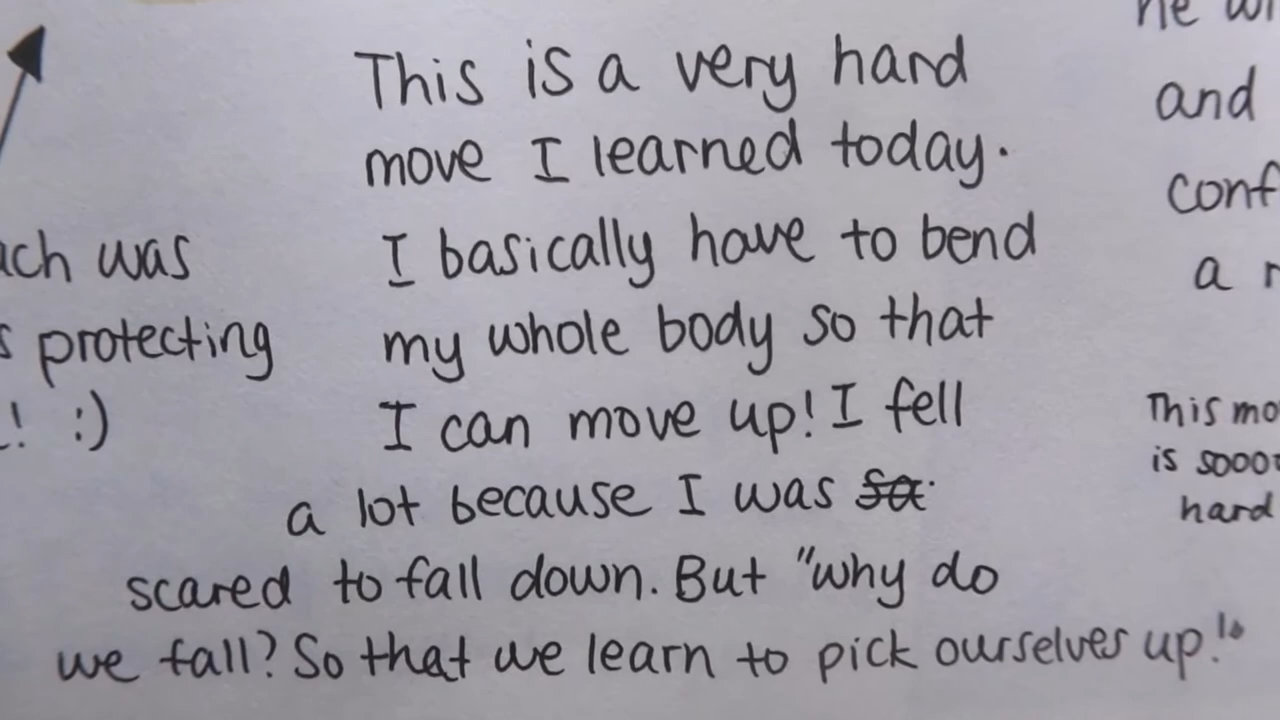 This is a very hard
move I learned today.
I basically have to bend
my whole body so that
I can move up! I fell
a lot because I was
scared to fall down. But "why do
we fall? So that we learn to pick ourselves up!"
was
protecting
! :)
and
a
This
is
hard